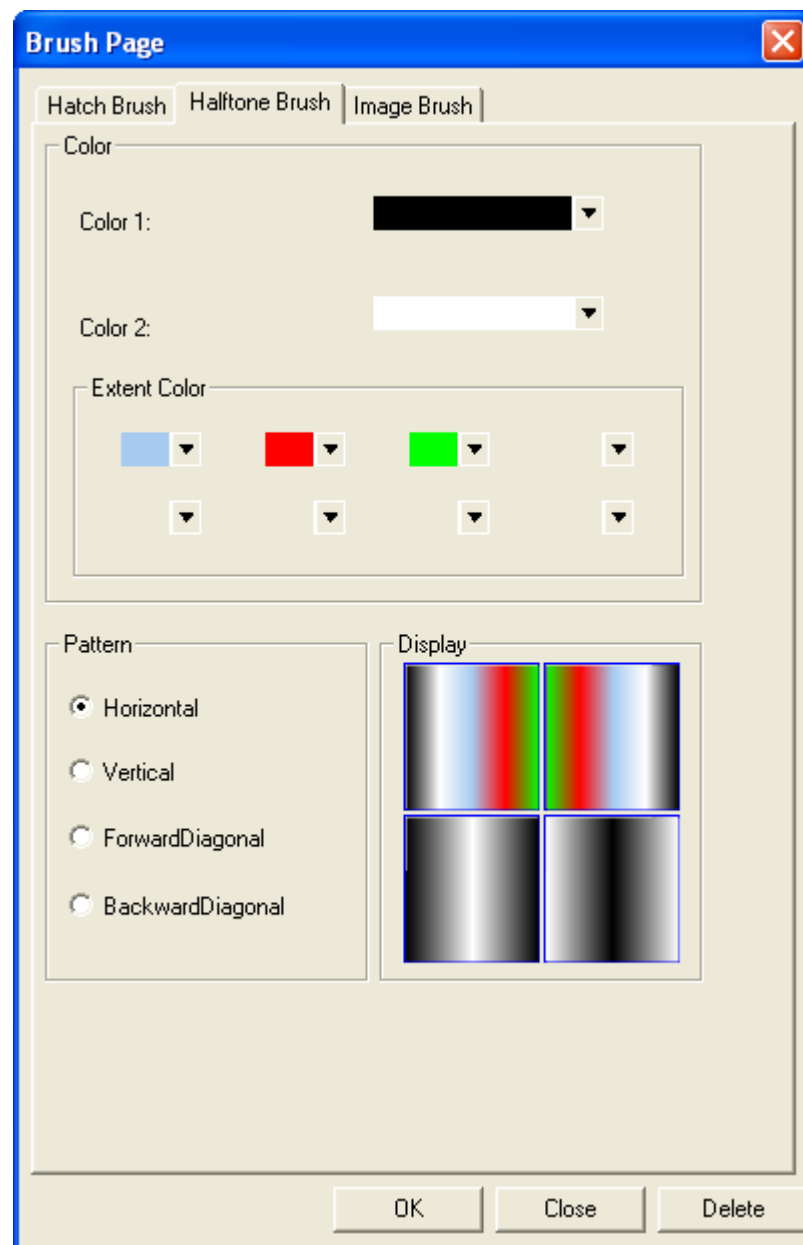 Brush Page
Hatch Brush Halftone Brush Image Brush
Color
Color 1:
Color 2:
Extent Color
Pattern
Horizontal
Vertical
ForwardDiagonal
BackwardDiagonal
Display
OK Close Delete